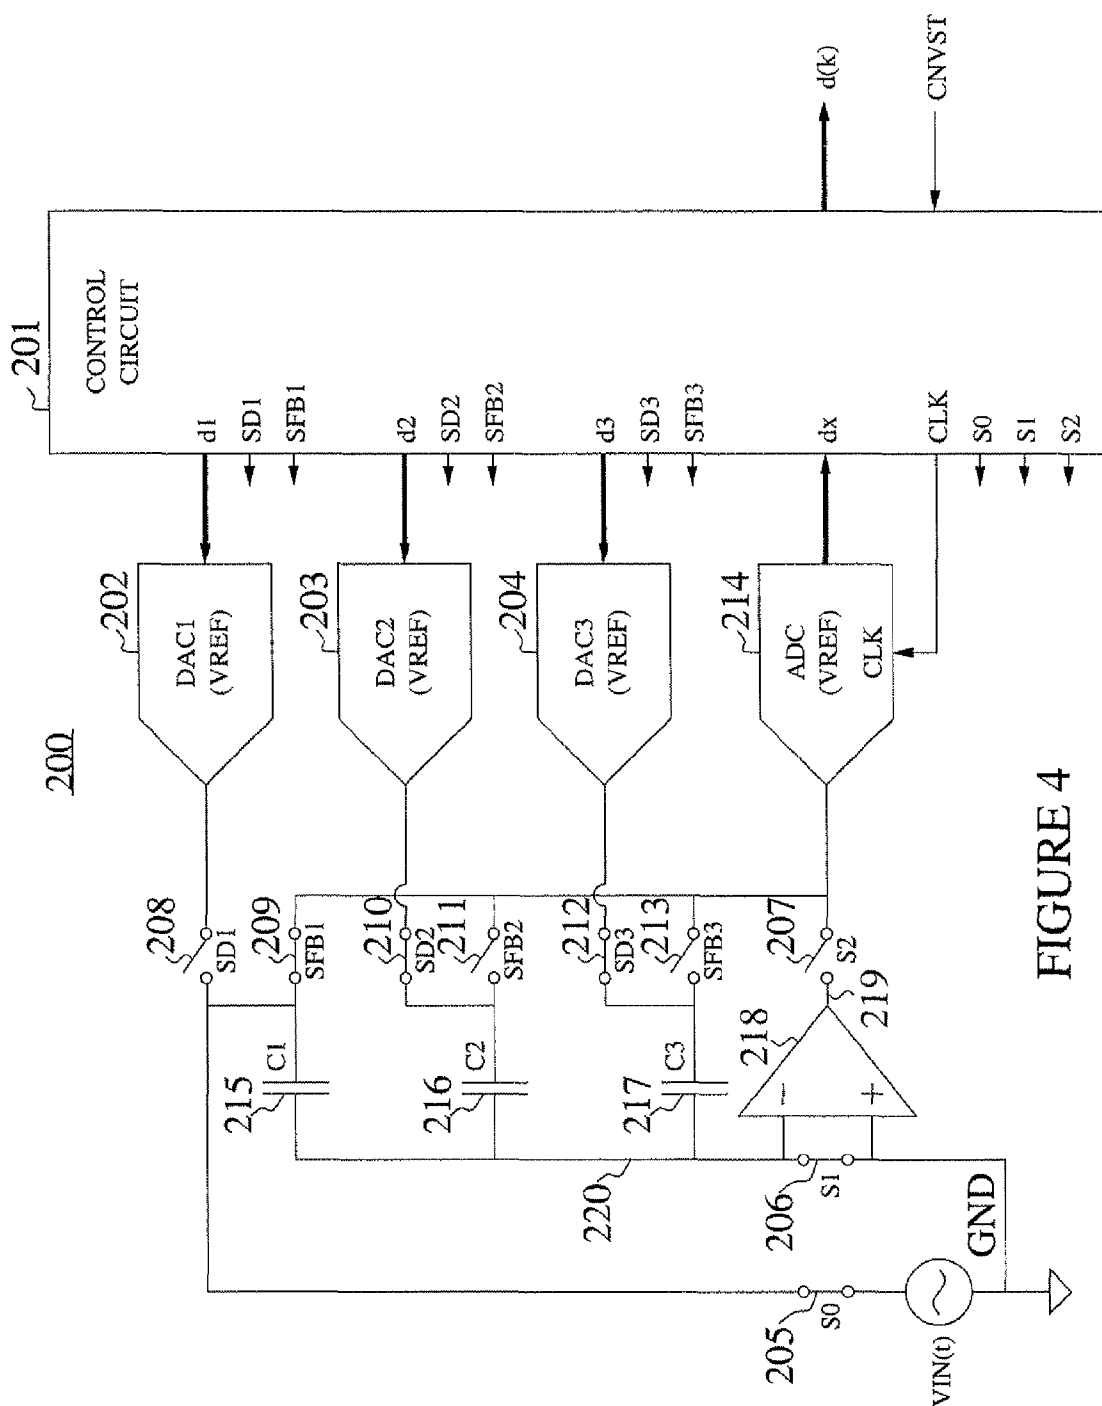 200
201
CONTROL
CIRCUIT
d1
SD1
SFB1
d2
SD2
SFB2
d3
SD3
SFB3
dx
CLK
S0
S1
S2
d(k)
CNVST
202
DAC1
(VREF)
203
DAC2
(VREF)
204
DAC3
(VREF)
214
ADC
(VREF)
CLK
208
SD1
209
SFB1
210
SD2
211
SFB2
212
SD3
213
SFB3
207
S2
219
218
−
+
215
C1
216
C2
217
C3
220
206
S1
GND
205
S0
VIN(t)
FIGURE 4